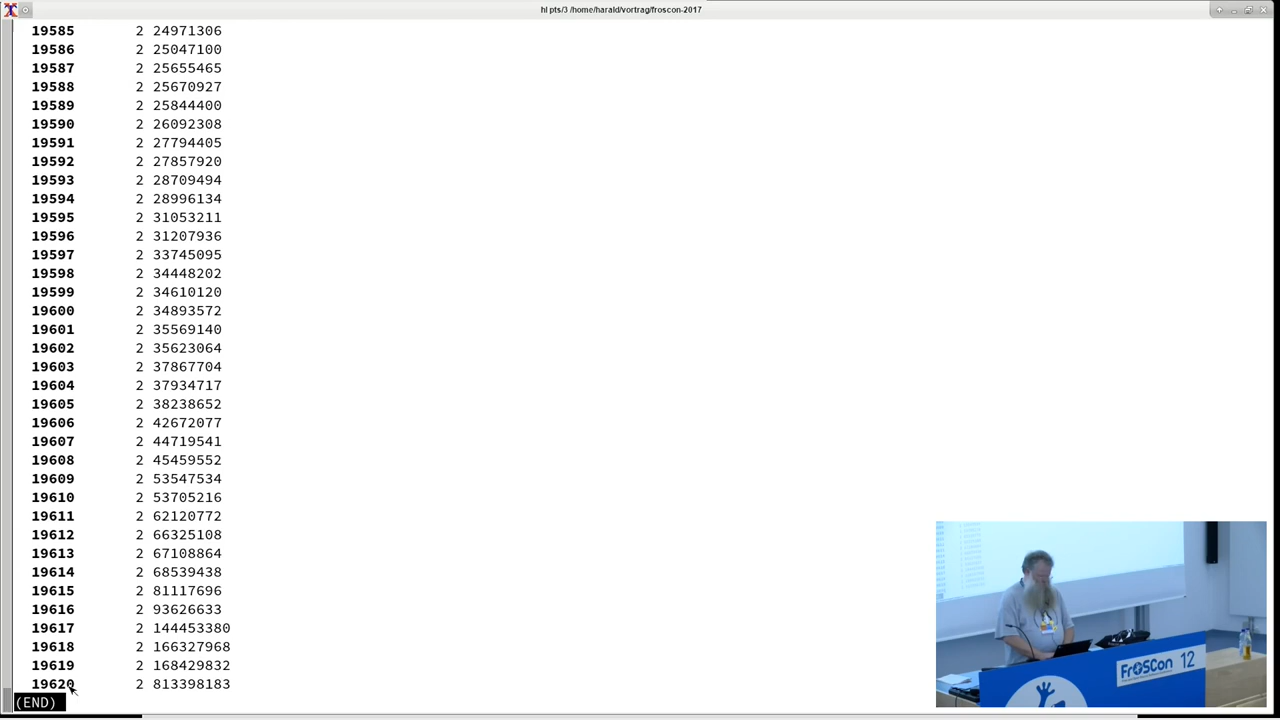 hl pts/3 /home/harald/vortrag/froscon-2017
19585 2 24971306
19586 2 25047100
19587 2 25655465
19588 2 25670927
19589 2 25844400
19590 2 26092308
19591 2 27794405
19592 2 27857920
19593 2 28709494
19594 2 28996134
19595 2 31053211
19596 2 31207936
19597 2 33745095
19598 2 34448202
19599 2 34610120
19600 2 34893572
19601 2 35569140
19602 2 35623064
19603 2 37867704
19604 2 37934717
19605 2 38238652
19606 2 42672077
19607 2 44719541
19608 2 45459552
19609 2 53547534
19610 2 53705216
19611 2 62120772
19612 2 66325108
19613 2 67108864
19614 2 68539438
19615 2 81117696
19616 2 93626633
19617 2 144453380
19618 2 166327968
19619 2 168429832
19620 2 813398183
(END)
FrOSCon 12